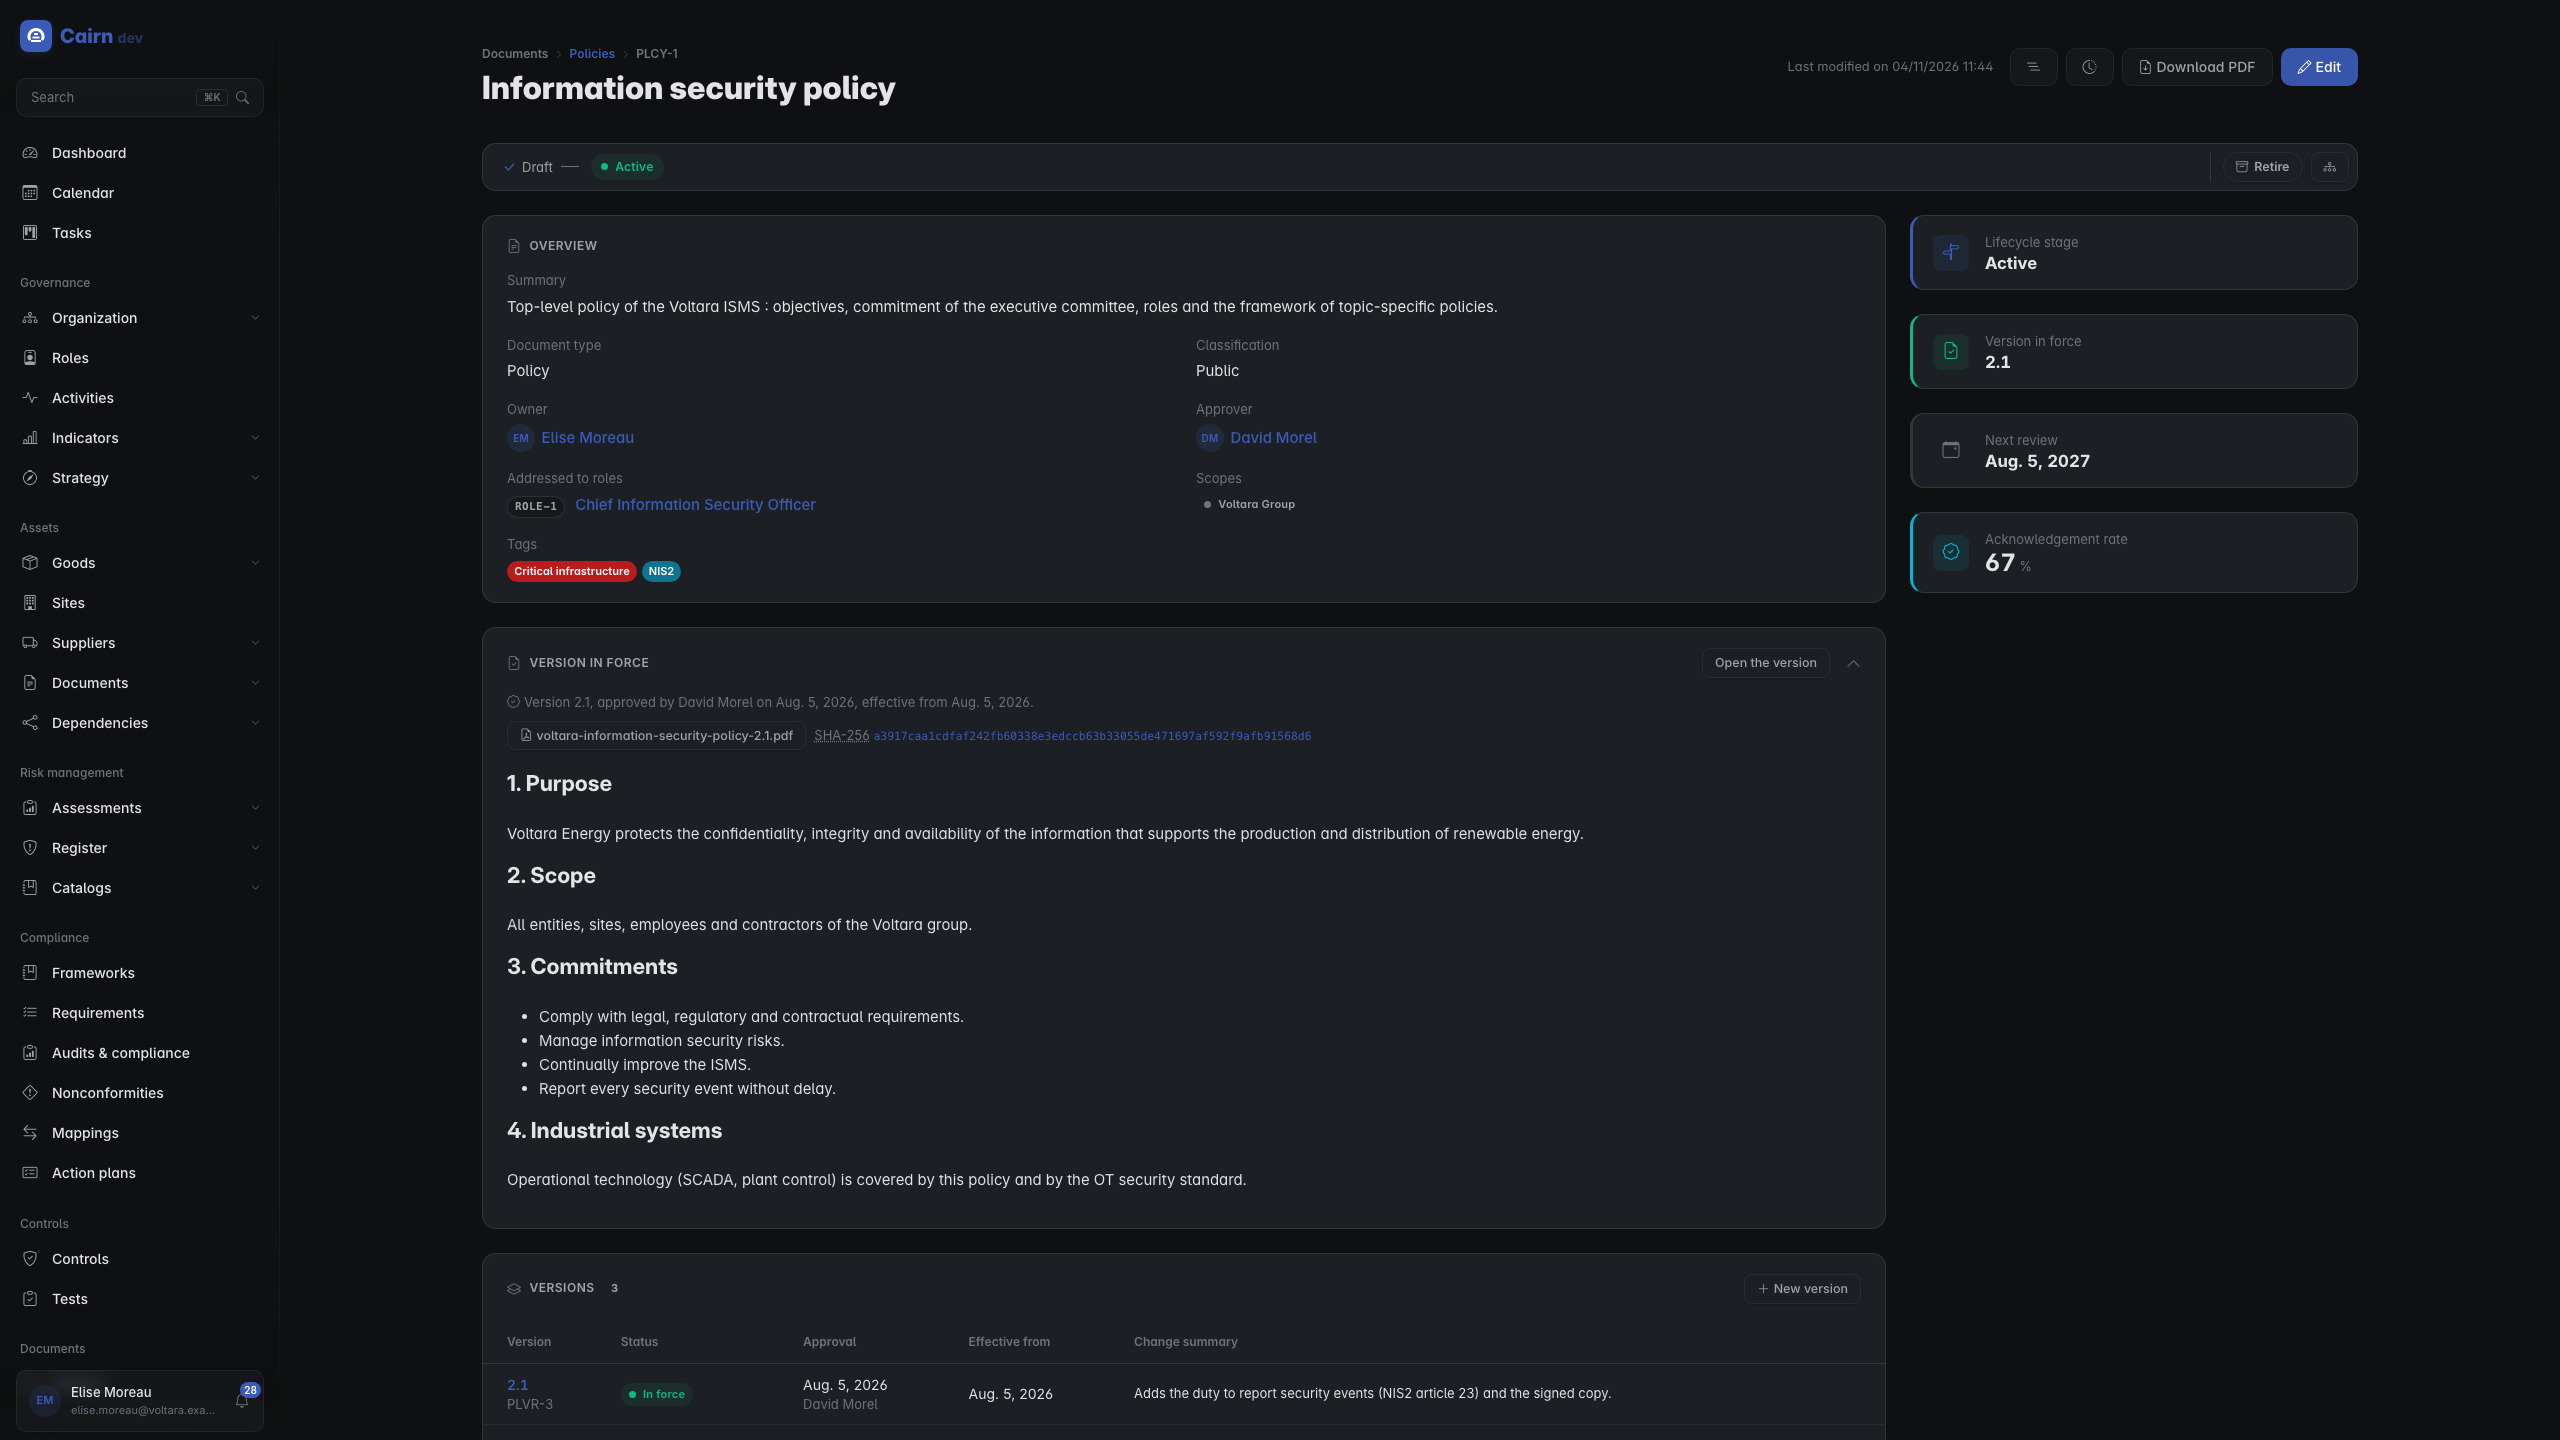 Cairn dev
Search ⌘K
Dashboard
Calendar
Tasks
Governance
Organization
Roles
Activities
Indicators
Strategy
Assets
Goods
Sites
Suppliers
Documents
Dependencies
Risk management
Assessments
Register
Catalogs
Compliance
Frameworks
Requirements
Audits & compliance
Nonconformities
Mappings
Action plans
Controls
Controls
Tests
Documents
EM
Elise Moreau
elise.moreau@voltara.exa...
28
Documents > Policies > PLCY-1
Information security policy
Last modified on 04/11/2026 11:44
Download PDF
Edit
Draft
Active
Retire
OVERVIEW
Summary
Top-level policy of the Voltara ISMS : objectives, commitment of the executive committee, roles and the framework of topic-specific policies.
Document type
Policy
Classification
Public
Owner
EM Elise Moreau
Approver
DM David Morel
Addressed to roles
ROLE-1 Chief Information Security Officer
Scopes
Voltara Group
Tags
Critical infrastructure NIS2
Lifecycle stage
Active
Version in force
2.1
Next review
Aug. 5, 2027
Acknowledgement rate
67 %
VERSION IN FORCE
Open the version
Version 2.1, approved by David Morel on Aug. 5, 2026, effective from Aug. 5, 2026.
voltara-information-security-policy-2.1.pdf SHA-256 a3917caa1cdfaf242fb60338e3edccb63b33055de471697af592f9afb91568d6
1. Purpose
Voltara Energy protects the confidentiality, integrity and availability of the information that supports the production and distribution of renewable energy.
2. Scope
All entities, sites, employees and contractors of the Voltara group.
3. Commitments
• Comply with legal, regulatory and contractual requirements.
• Manage information security risks.
• Continually improve the ISMS.
• Report every security event without delay.
4. Industrial systems
Operational technology (SCADA, plant control) is covered by this policy and by the OT security standard.
VERSIONS 3
New version
Version Status Approval Effective from Change summary
2.1 In force Aug. 5, 2026 Aug. 5, 2026 Adds the duty to report security events (NIS2 article 23) and the signed copy.
PLVR-3 David Morel